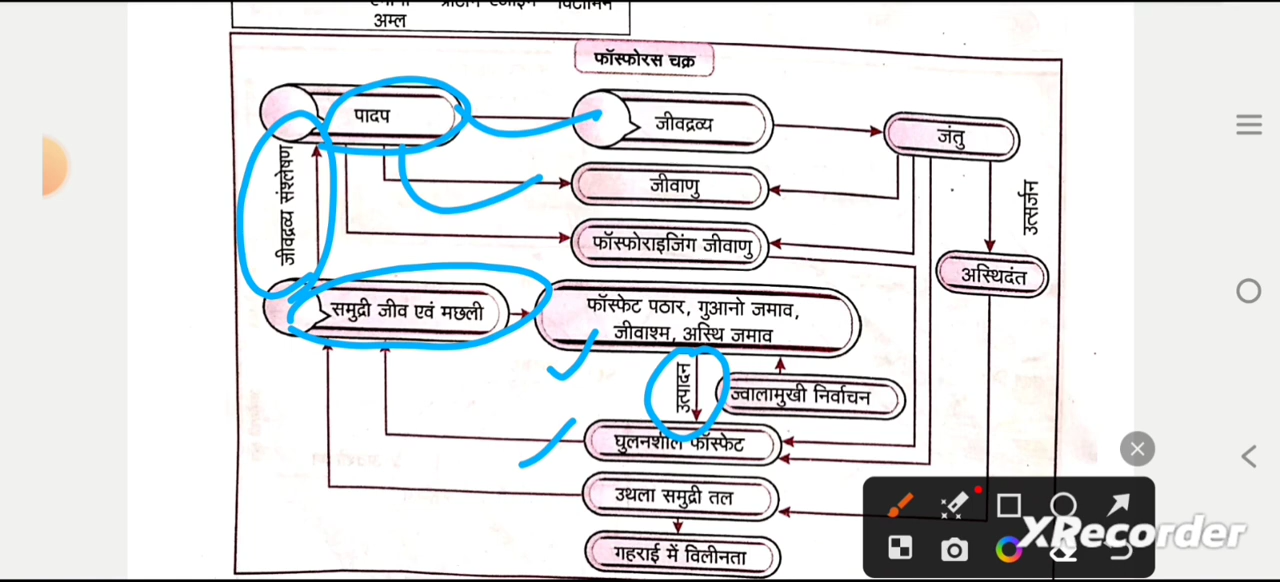 अम्ल
फॉस्फोरस चक्र
पादप
जीवद्रव्य
जंतु
जीवाणु
जीवद्रव्य संश्लेषण
उत्सर्जन
फॉस्फोराइजिंग जीवाणु
अस्थिदंत
समुद्री जीव एवं मछली
फॉस्फेट पठार, गुआनो जमाव,
जीवाश्म, अस्थि जमाव
उत्पादन
ज्वालामुखी निर्वाचन
घुलनशील फॉस्फेट
उथला समुद्री तल
गहराई में विलीनता
XRecorder